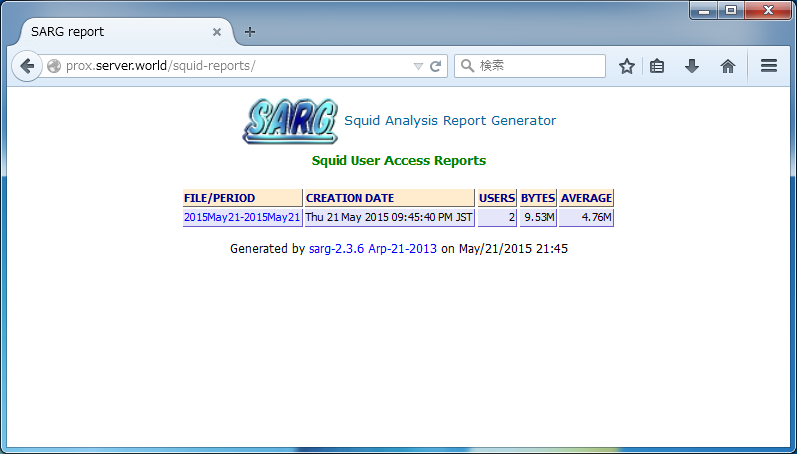 SARG report
prox.server.world/squid-reports/
検索
SARG Squid Analysis Report Generator
Squid User Access Reports
FILE/PERIOD CREATION DATE USERS BYTES AVERAGE
2015May21-2015May21 Thu 21 May 2015 09:45:40 PM JST 2 9.53M 4.76M
Generated by sarg-2.3.6 Arp-21-2013 on May/21/2015 21:45